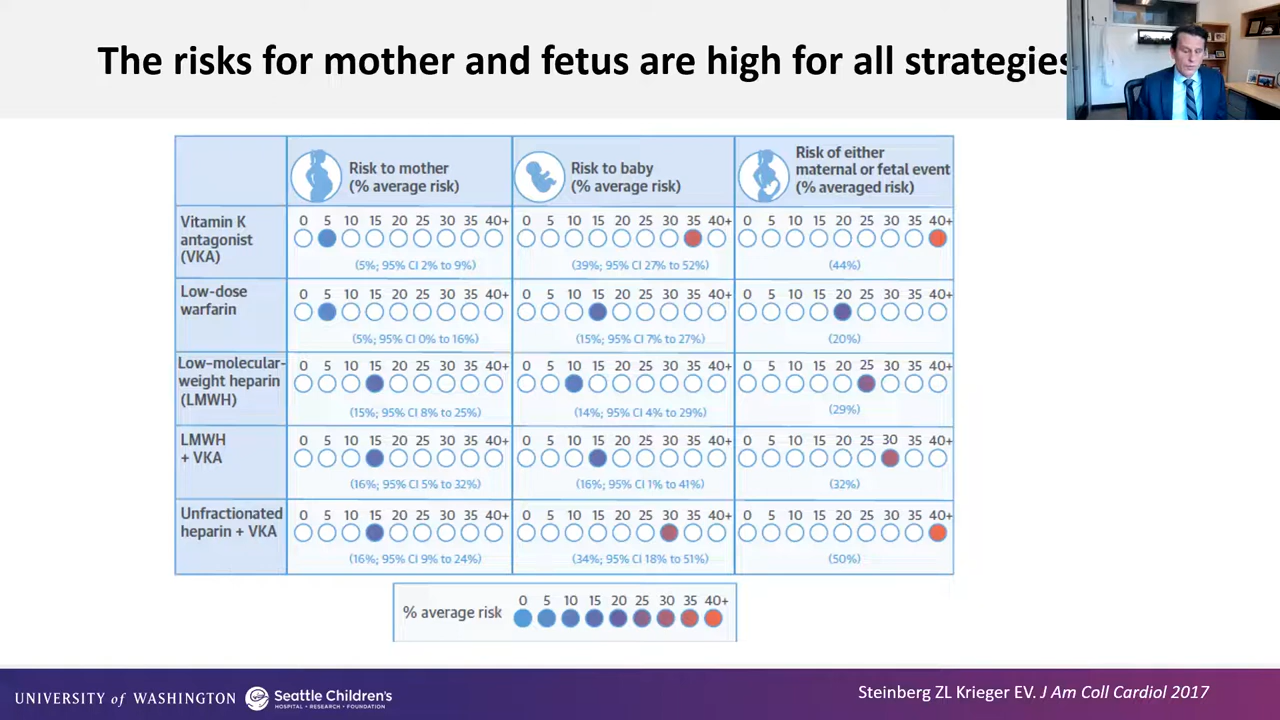 The risks for mother and fetus are high for all strategies
Risk to mother
(% average risk)
Risk to baby
(% average risk)
Risk of either
maternal or fetal event
(% averaged risk)
Vitamin K
antagonist
(VKA)
0 5 10 15 20 25 30 35 40+
(5%; 95% CI 2% to 9%)
0 5 10 15 20 25 30 35 40+
(39%; 95% CI 27% to 52%)
0 5 10 15 20 25 30 35 40+
(44%)
Low-dose
warfarin
0 5 10 15 20 25 30 35 40+
(5%; 95% CI 0% to 16%)
0 5 10 15 20 25 30 35 40+
(15%; 95% CI 7% to 27%)
0 5 10 15 20 25 30 35 40+
(20%)
Low-molecular-
weight heparin
(LMWH)
0 5 10 15 20 25 30 35 40+
(15%; 95% CI 8% to 25%)
0 5 10 15 20 25 30 35 40+
(14%; 95% CI 4% to 29%)
0 5 10 15 20 25 30 35 40+
(29%)
LMWH
+ VKA
0 5 10 15 20 25 30 35 40+
(16%; 95% CI 5% to 32%)
0 5 10 15 20 25 30 35 40+
(16%; 95% CI 1% to 41%)
0 5 10 15 20 25 30 35 40+
(32%)
Unfractionated
heparin + VKA
0 5 10 15 20 25 30 35 40+
(16%; 95% CI 9% to 24%)
0 5 10 15 20 25 30 35 40+
(34%; 95% CI 18% to 51%)
0 5 10 15 20 25 30 35 40+
(50%)
% average risk
0 5 10 15 20 25 30 35 40+
UNIVERSITY of WASHINGTON
Seattle Children's
HOSPITAL • RESEARCH • FOUNDATION
Steinberg ZL Krieger EV. J Am Coll Cardiol 2017